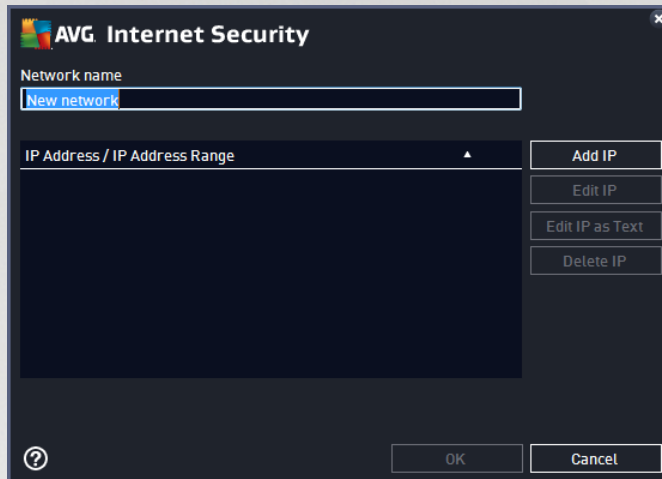 AVG. Internet Security
Network name
New network
IP Address / IP Address Range
Add IP
Edit IP
Edit IP as Text
Delete IP
?
OK
Cancel